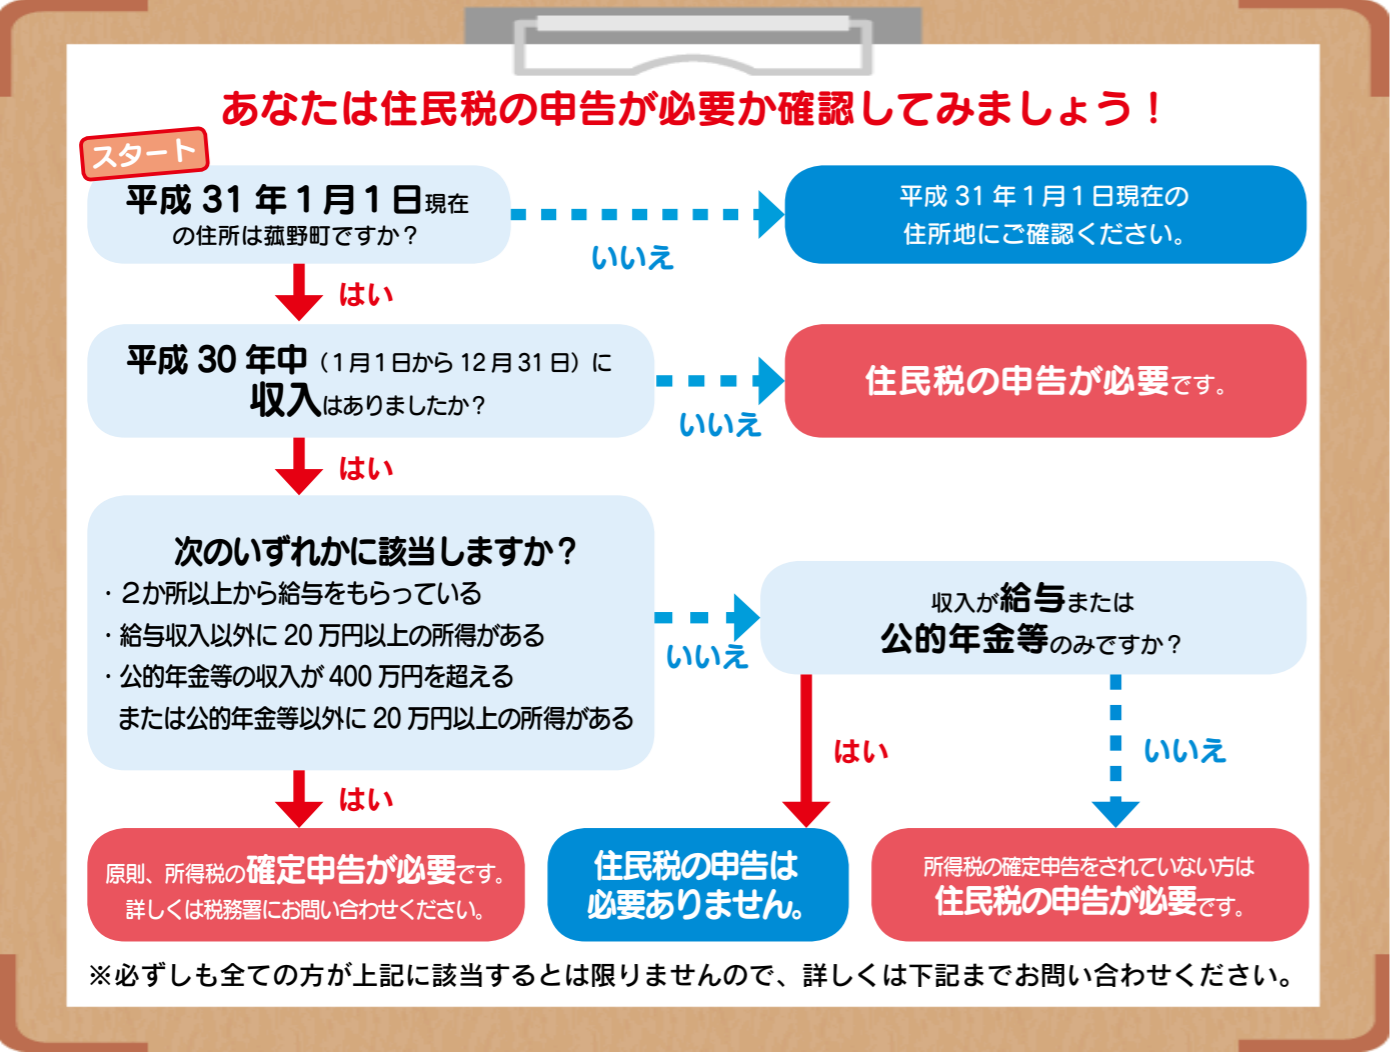 あなたは住民税の申告が必要か確認してみましょう！
スタート
平成 31 年１月１日現在
の住所は菰野町ですか？
いいえ
平成 31 年１月１日現在の
住所地にご確認ください。
はい
平成 30 年中（１月１日から 12 月 31 日）に
収入はありましたか？
いいえ
住民税の申告が必要です。
はい
次のいずれかに該当しますか？
・２か所以上から給与をもらっている
・給与収入以外に 20 万円以上の所得がある
・公的年金等の収入が 400 万円を超える
または公的年金等以外に 20 万円以上の所得がある
いいえ
収入が給与または
公的年金等のみですか？
はい
いいえ
はい
原則、所得税の確定申告が必要です。
詳しくは税務署にお問い合わせください。
住民税の申告は
必要ありません。
所得税の確定申告をされていない方は
住民税の申告が必要です。
※必ずしも全ての方が上記に該当するとは限りませんので、詳しくは下記までお問い合わせください。